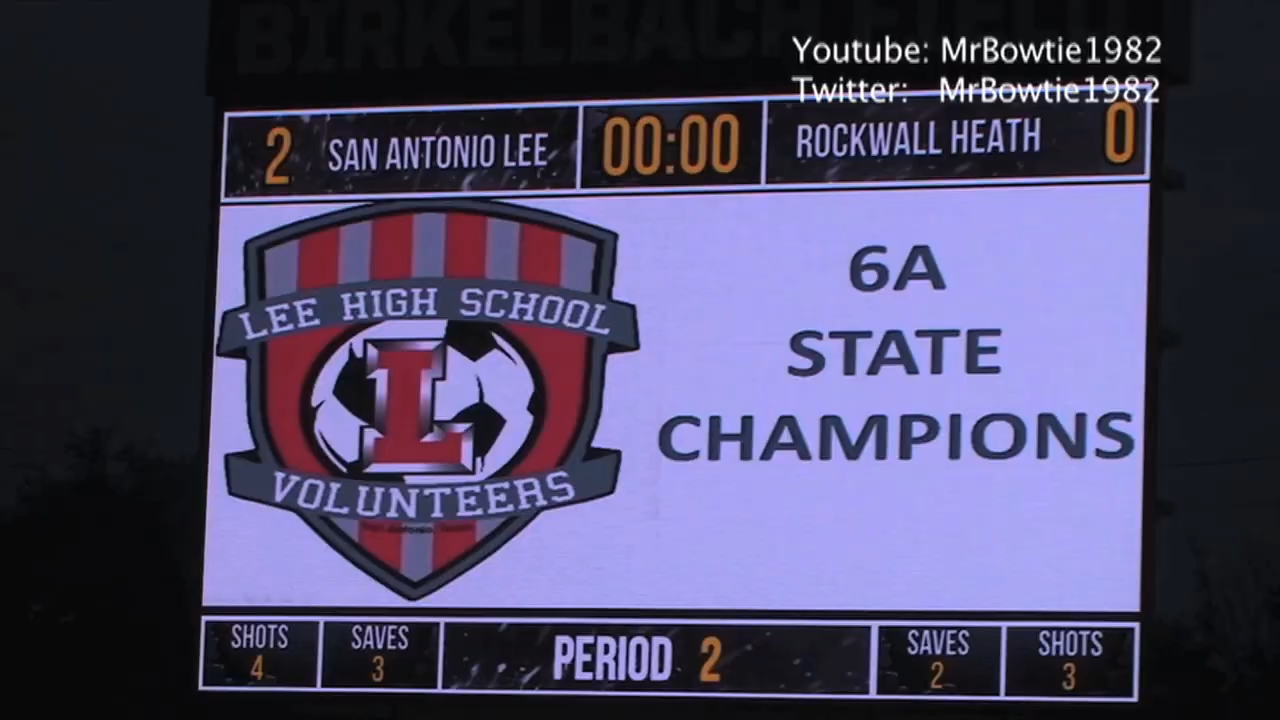 BIRKELBACH FIELD
Youtube: MrBowtie1982
Twitter: MrBowtie1982
2 SAN ANTONIO LEE 00:00 ROCKWALL HEATH 0
LEE HIGH SCHOOL
L
VOLUNTEERS
6A
STATE
CHAMPIONS
SHOTS SAVES PERIOD 2 SAVES SHOTS
4 3 2 3